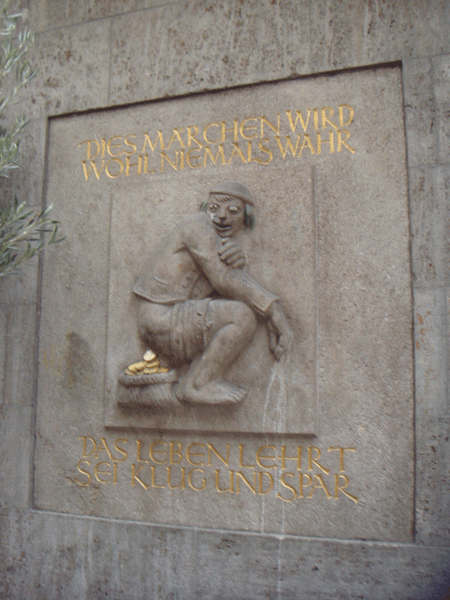 DIES MÄRCHEN WIRD
WOHL NIEMALS WAHR
DAS LEBEN LEHRT
SEI KLUG UND SPAR